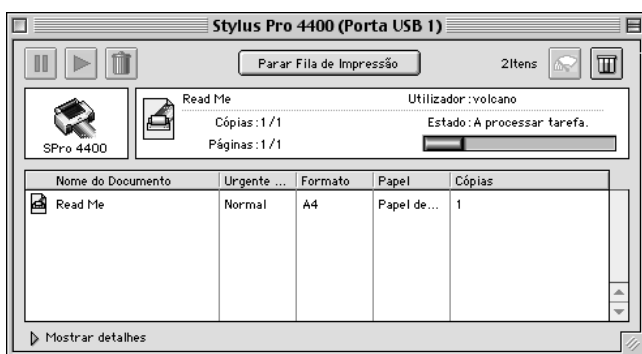 Stylus Pro 4400 (Porta USB 1)
Parar Fila de Impressão 2Itens
SPro 4400
Read Me Utilizador:volcano
Cópias:1/1 Estado:A processar tarefa.
Páginas:1/1
Nome do Documento Urgente ... Formato Papel Cópias
Read Me Normal A4 Papel de... 1
Mostrar detalhes